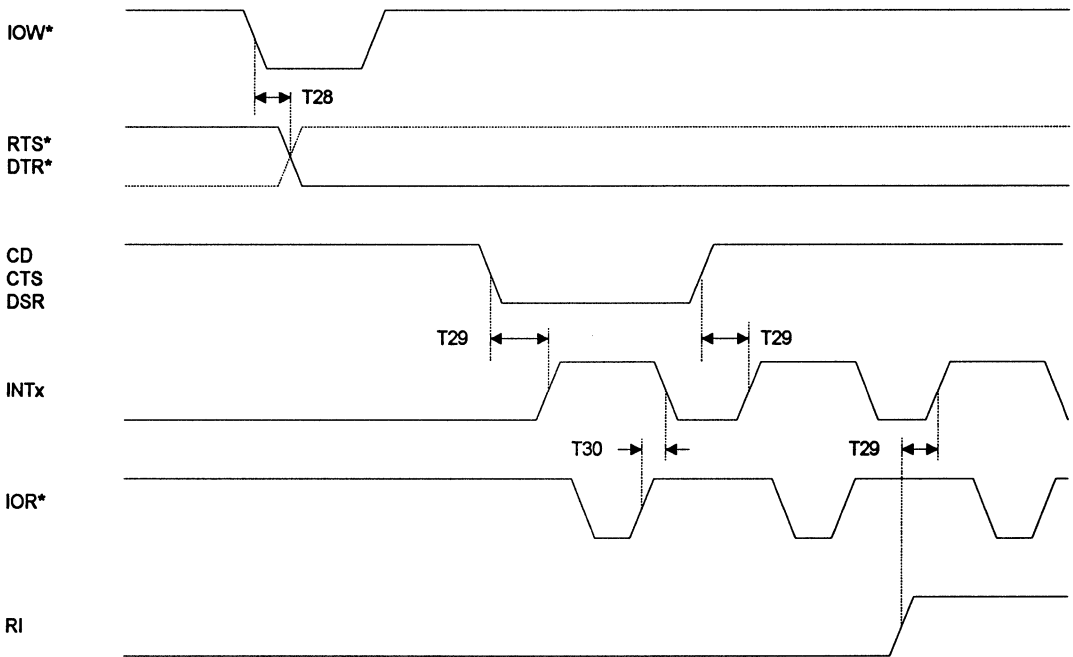 IOW*
T28
RTS*
DTR*
CD
CTS
DSR
T29
T29
INTx
T30
T29
IOR*
RI